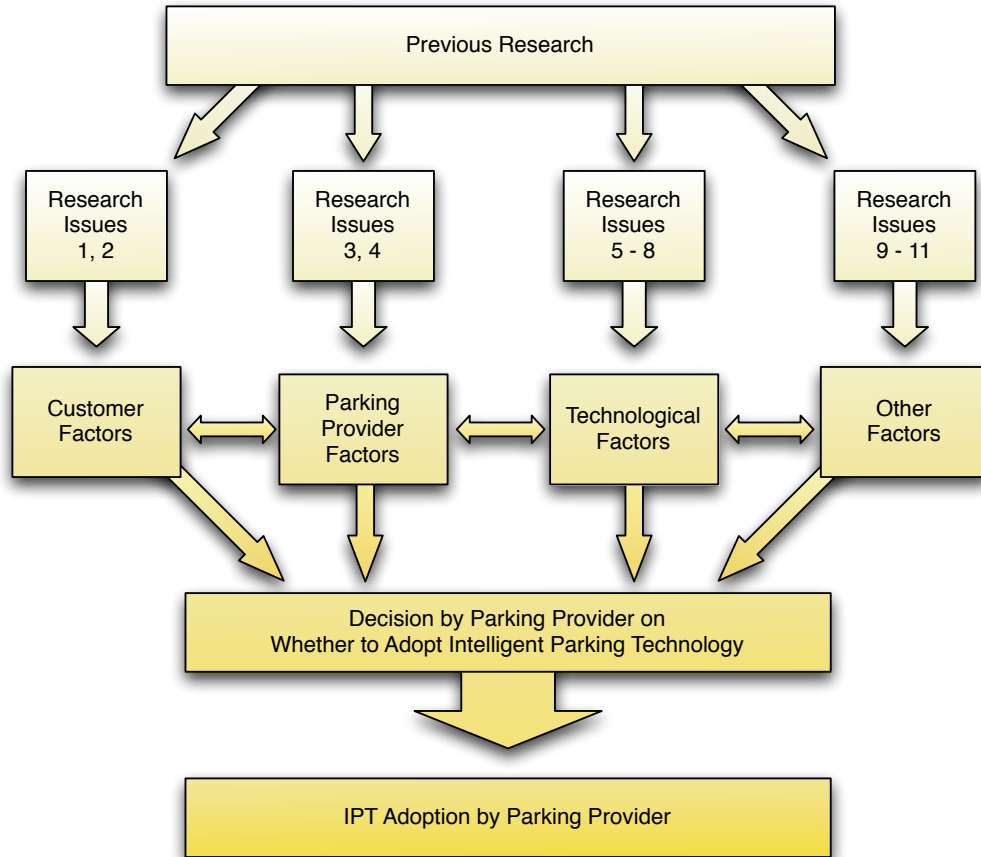 Previous Research
Research
Issues
1, 2
Research
Issues
3, 4
Research
Issues
5 - 8
Research
Issues
9 - 11
Customer
Factors
Parking
Provider
Factors
Technological
Factors
Other
Factors
Decision by Parking Provider on
Whether to Adopt Intelligent Parking Technology
IPT Adoption by Parking Provider